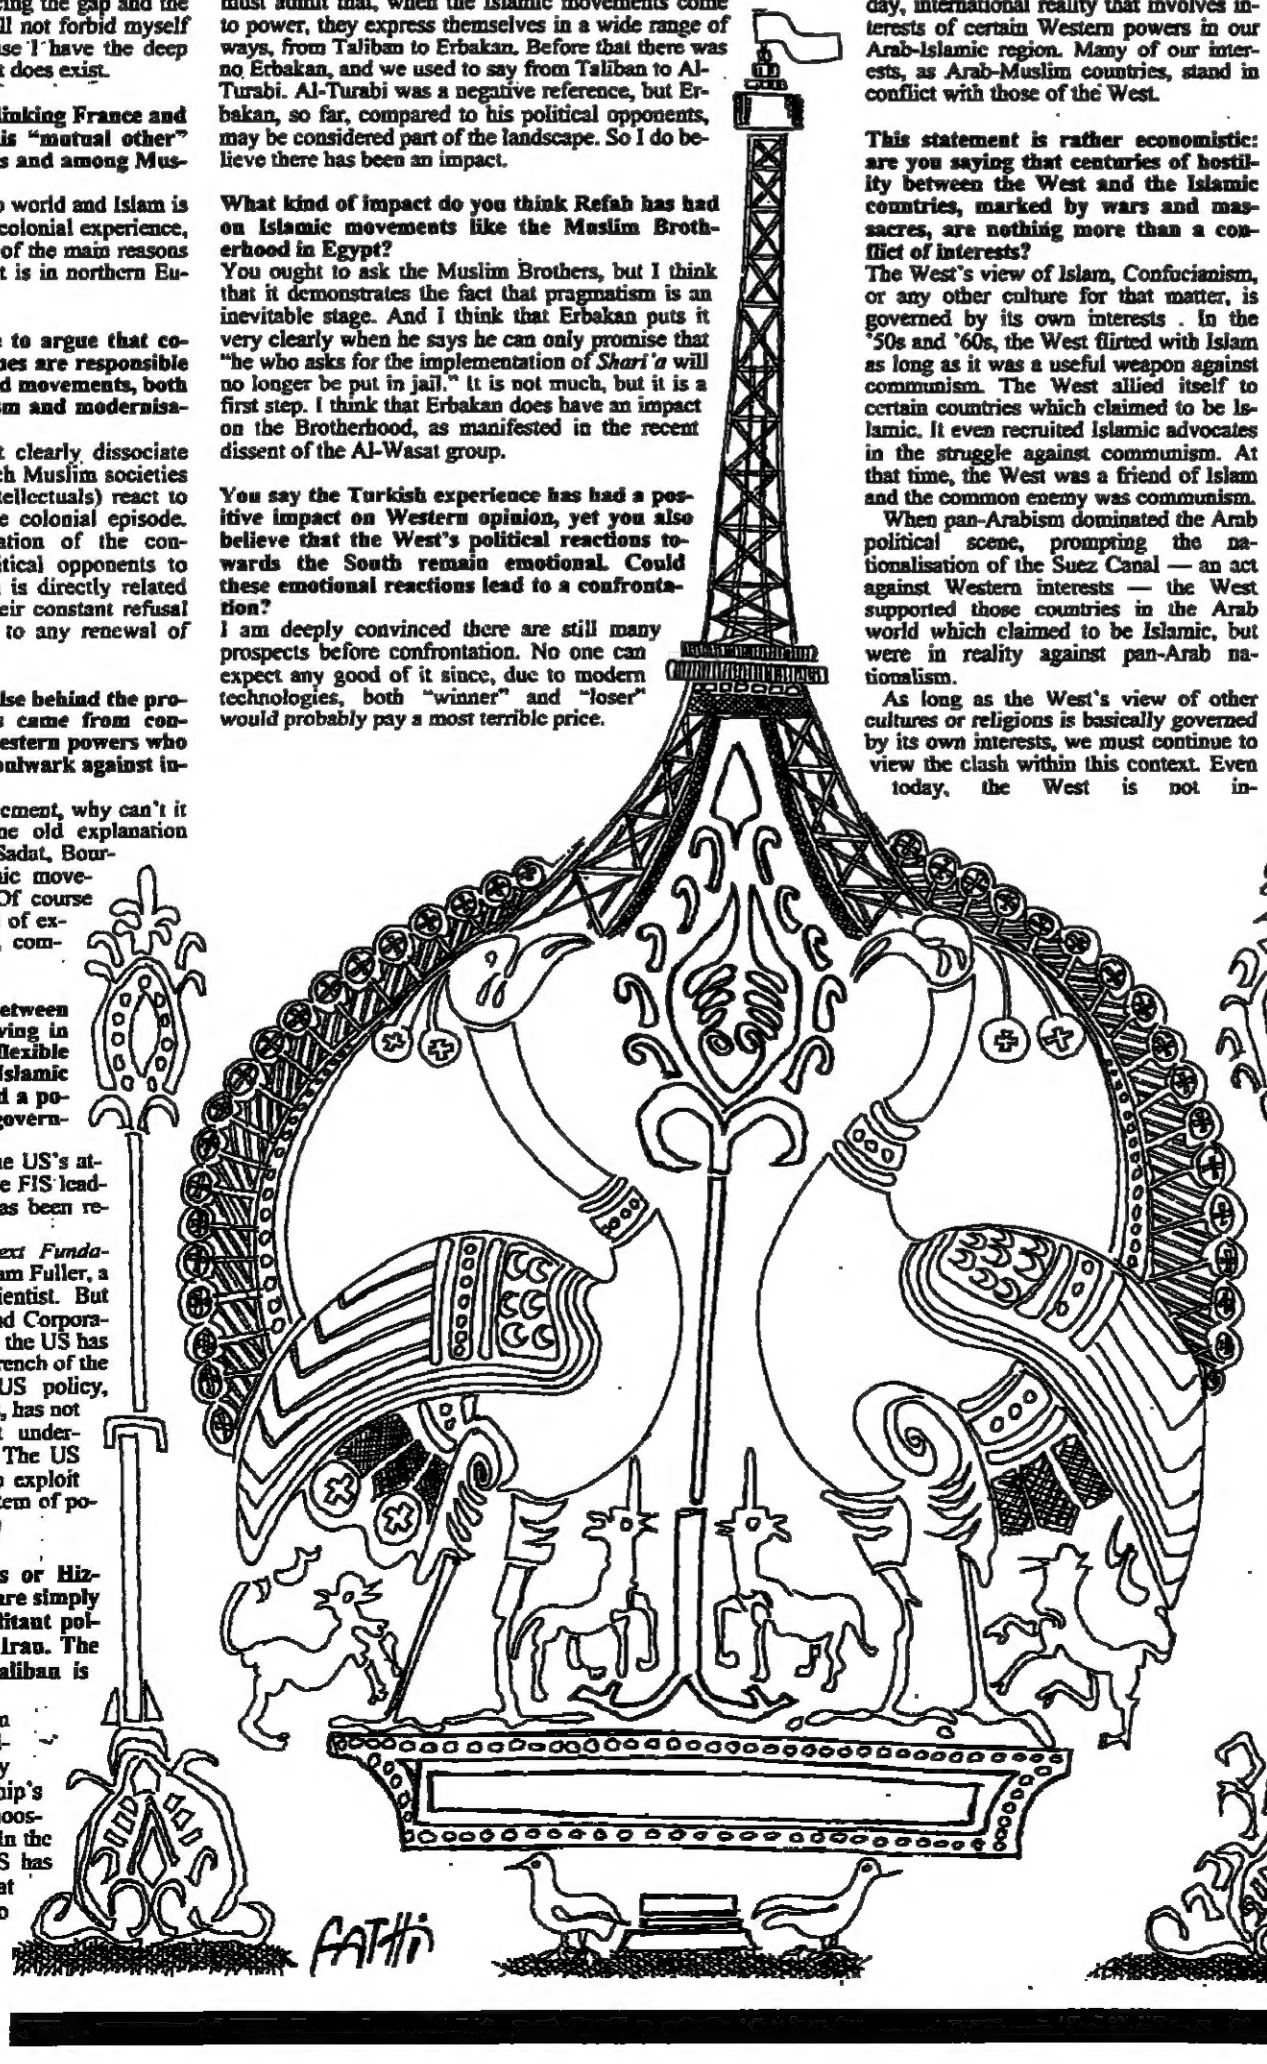 cing the gap and the
ll not forbid myself
use I have the deep
t does exist.
linking France and
is "mutual other"
s and among Mus-
o world and Islam is
colonial experience,
of the main reasons
t is in northern Eu-
e to argue that co-
ues are responsible
d movements, both
sm and modernisa-
t clearly dissociate
ch Muslim societies
tellectuals) react to
e colonial episode.
ation of the con-
itical opponents to
is directly related
eir constant refusal
to any renewal of
lse behind the pro-
s came from con-
estern powers who
oulwark against in-
ement, why can't it
ne old explanation
Sadat, Bour-
nic move-
Of course
of ex-
, com-
etween
ving in
flexible
Islamic
d a po-
govern-
he US's at-
e FIS lead-
as been re-
ext Funda-
am Fuller, a
ientist. But
nd Corpora-
the US has
rench of the
US policy,
, has not
t under-
The US
o exploit
tem of po-
s or Hiz-
are simply
litant pol-
Iran. The
aliban is
n
y
hip's
hoos-
In the
S has
at
o
must admit that, when the Islamic movements come
to power, they express themselves in a wide range of
ways, from Taliban to Erbakan. Before that there was
no Erbakan, and we used to say from Taliban to Al-
Turabi. Al-Turabi was a negative reference, but Er-
bakan, so far, compared to his political opponents,
may be considered part of the landscape. So I do be-
lieve there has been an impact.
What kind of impact do you think Refah has had
on Islamic movements like the Muslim Broth-
erhood in Egypt?
You ought to ask the Muslim Brothers, but I think
that it demonstrates the fact that pragmatism is an
inevitable stage. And I think that Erbakan puts it
very clearly when he says he can only promise that
"he who asks for the implementation of Shari'a will
no longer be put in jail." It is not much, but it is a
first step. I think that Erbakan does have an impact
on the Brotherhood, as manifested in the recent
dissent of the Al-Wasat group.
You say the Turkish experience has had a pos-
itive impact on Western opinion, yet you also
believe that the West's political reactions to-
wards the South remain emotional. Could
these emotional reactions lead to a confronta-
tion?
I am deeply convinced there are still many
prospects before confrontation. No one can
expect any good of it since, due to modern
technologies, both "winner" and "loser"
would probably pay a most terrible price.
day, international reality that involves in-
terests of certain Western powers in our
Arab-Islamic region. Many of our inter-
ests, as Arab-Muslim countries, stand in
conflict with those of the West.
This statement is rather economistic:
are you saying that centuries of hostil-
ity between the West and the Islamic
countries, marked by wars and mas-
sacres, are nothing more than a con-
flict of interests?
The West's view of Islam, Confucianism,
or any other culture for that matter, is
governed by its own interests . In the
'50s and '60s, the West flirted with Islam
as long as it was a useful weapon against
communism. The West allied itself to
certain countries which claimed to be Is-
lamic. It even recruited Islamic advocates
in the struggle against communism. At
that time, the West was a friend of Islam
and the common enemy was communism.
When pan-Arabism dominated the Arab
political scene, prompting the na-
tionalisation of the Suez Canal — an act
against Western interests — the West
supported those countries in the Arab
world which claimed to be Islamic, but
were in reality against pan-Arab na-
tionalism.
As long as the West's view of other
cultures or religions is basically governed
by its own interests, we must continue to
view the clash within this context. Even
today, the West is not in-
FATHi